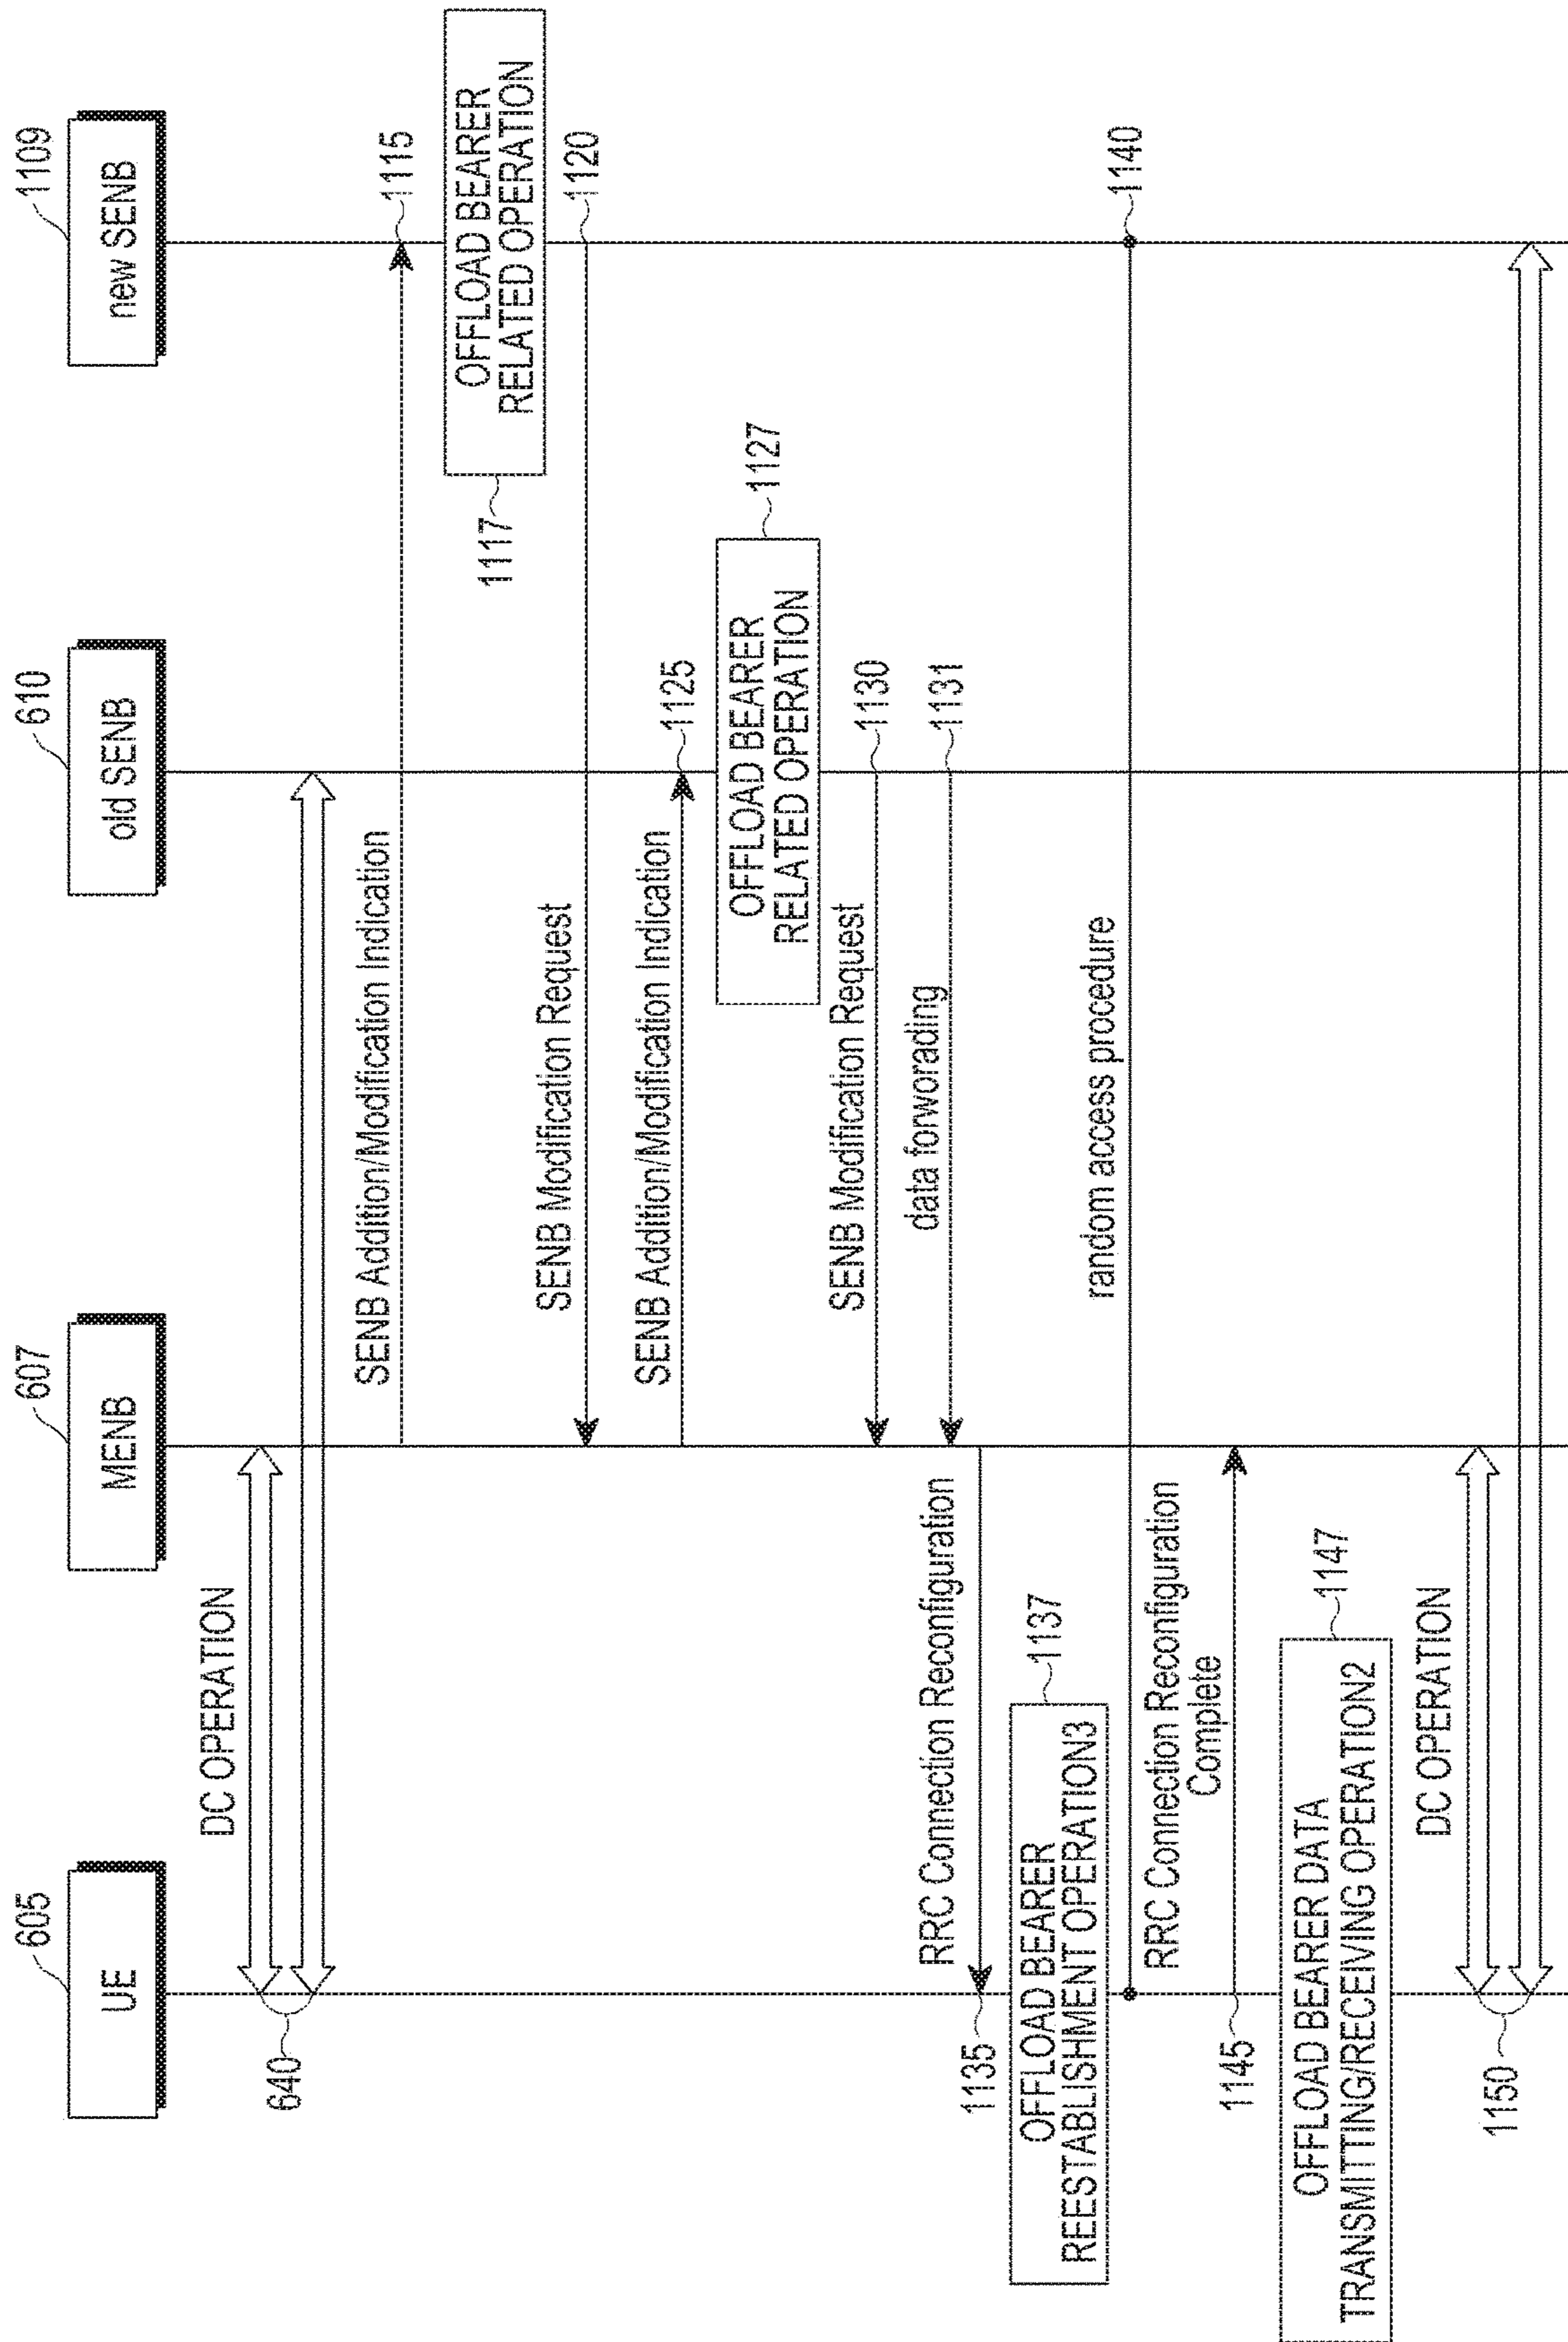 605
UE
607
MENB
610
old SENB
1109
new SENB
DC OPERATION
640
SENB Addition/Modification Indication
1115
1117
OFFLOAD BEARER
RELATED OPERATION
SENB Modification Request
1120
SENB Addition/Modification Indication
1125
OFFLOAD BEARER
RELATED OPERATION
1127
SENB Modification Request
1130
data forworading
1131
RRC Connection Reconfiguration
1135
OFFLOAD BEARER
REESTABLISHMENT OPERATION3
1137
random access procedure
1140
RRC Connection Reconfiguration
Complete
1145
OFFLOAD BEARER DATA
TRANSMITTING/RECEIVING OPERATION2
1147
DC OPERATION
1150